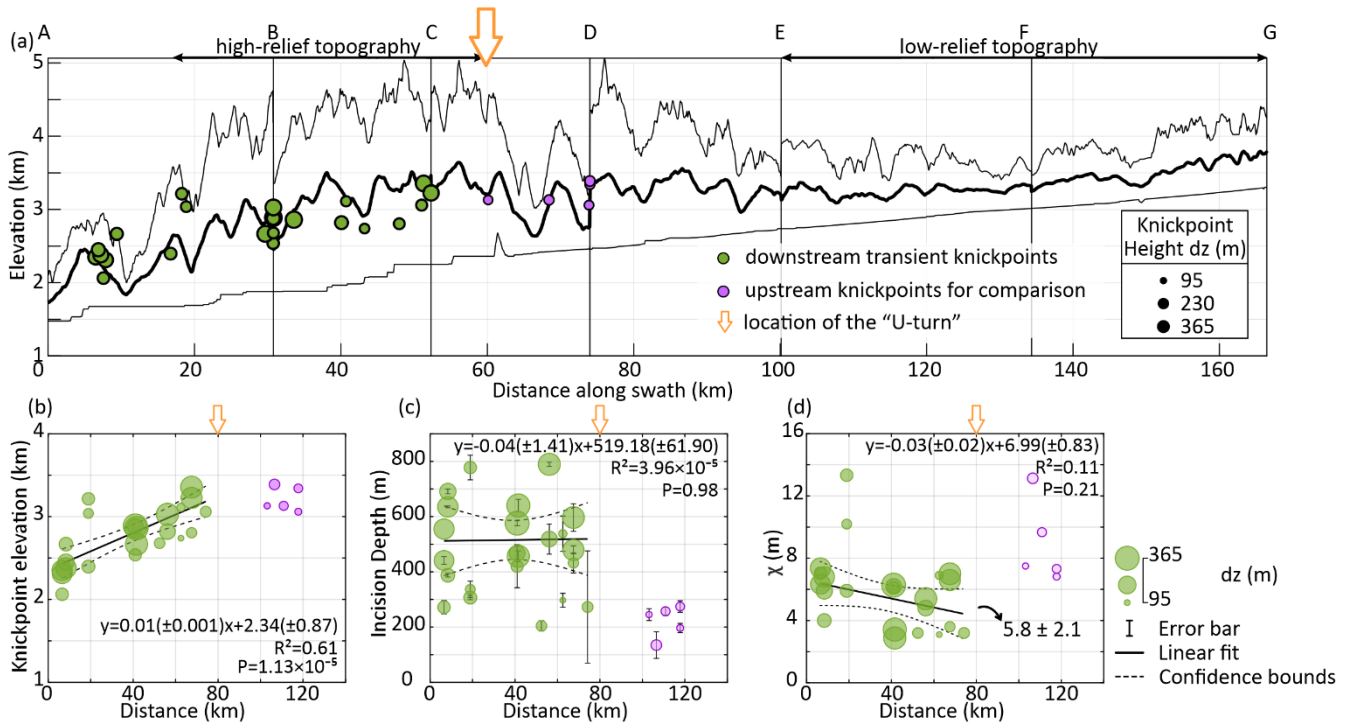 A B C D E F G
(a)
high-relief topography
low-relief topography
5
4
3
2
1
Elevation (km)
downstream transient knickpoints
upstream knickpoints for comparison
location of the “U-turn”
Knickpoint
Height dz (m)
95
230
365
0 20 40 60 80 100 120 140 160
Distance along swath (km)
(b)
4
3
2
1
Knickpoint elevation (km)
y=0.01(±0.001)x+2.34(±0.87)
R²=0.61
P=1.13×10⁻⁵
0 40 80 120
Distance (km)
(c)
y=-0.04(±1.41)x+519.18(±61.90)
R²=3.96×10⁻⁵
P=0.98
800
600
400
200
0
Incision Depth (m)
0 40 80 120
Distance (km)
(d)
y=-0.03(±0.02)x+6.99(±0.83)
R²=0.11
P=0.21
16
12
8
4
0
χ (m)
5.8 ± 2.1
0 40 80 120
Distance (km)
365
dz (m)
95
Error bar
Linear fit
Confidence bounds